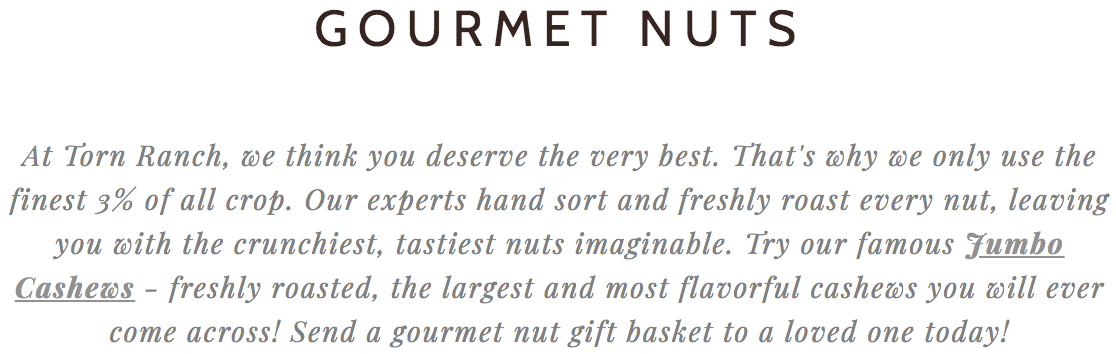 GOURMET NUTS
At Torn Ranch, we think you deserve the very best. That's why we only use the
finest 3% of all crop. Our experts hand sort and freshly roast every nut, leaving
you with the crunchiest, tastiest nuts imaginable. Try our famous Jumbo
Cashews - freshly roasted, the largest and most flavorful cashews you will ever
come across! Send a gourmet nut gift basket to a loved one today!